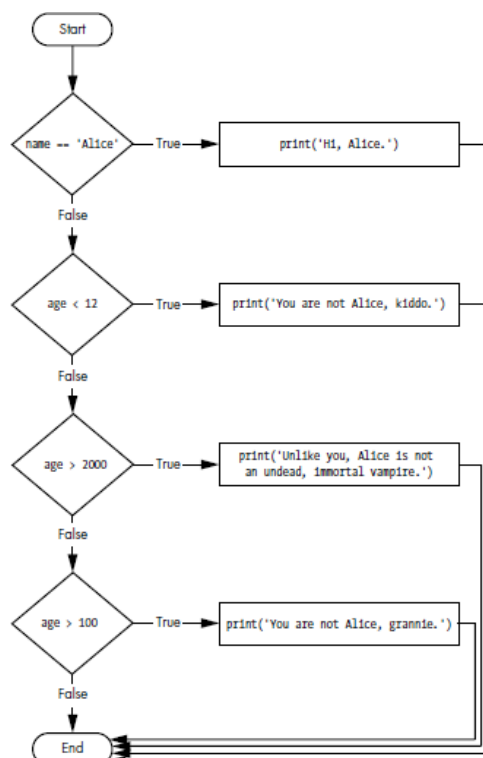 Start
name == 'Alice'
True
print('Hi, Alice.')
False
age < 12
True
print('You are not Alice, kiddo.')
False
age > 2000
True
print('Unlike you, Alice is not
an undead, immortal vampire.')
False
age > 100
True
print('You are not Alice, grannie.')
False
End